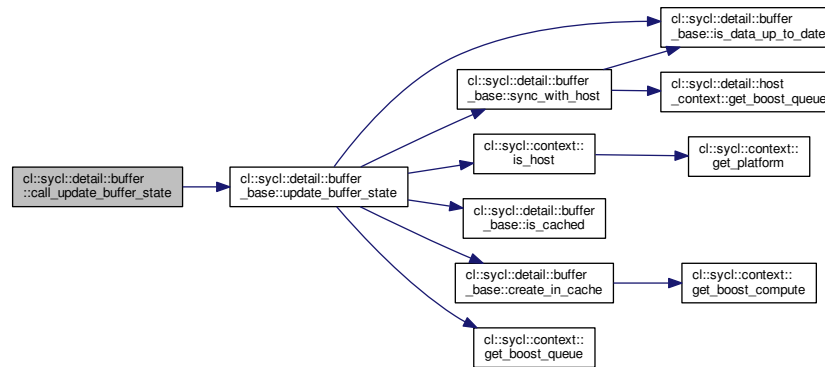 cl::sycl::detail::buffer
::call_update_buffer_state
cl::sycl::detail::buffer
_base::update_buffer_state
cl::sycl::detail::buffer
_base::is_data_up_to_date
cl::sycl::detail::buffer
_base::sync_with_host
cl::sycl::detail::host
_context::get_boost_queue
cl::sycl::context::
is_host
cl::sycl::context::
get_platform
cl::sycl::detail::buffer
_base::is_cached
cl::sycl::detail::buffer
_base::create_in_cache
cl::sycl::context::
get_boost_compute
cl::sycl::context::
get_boost_queue